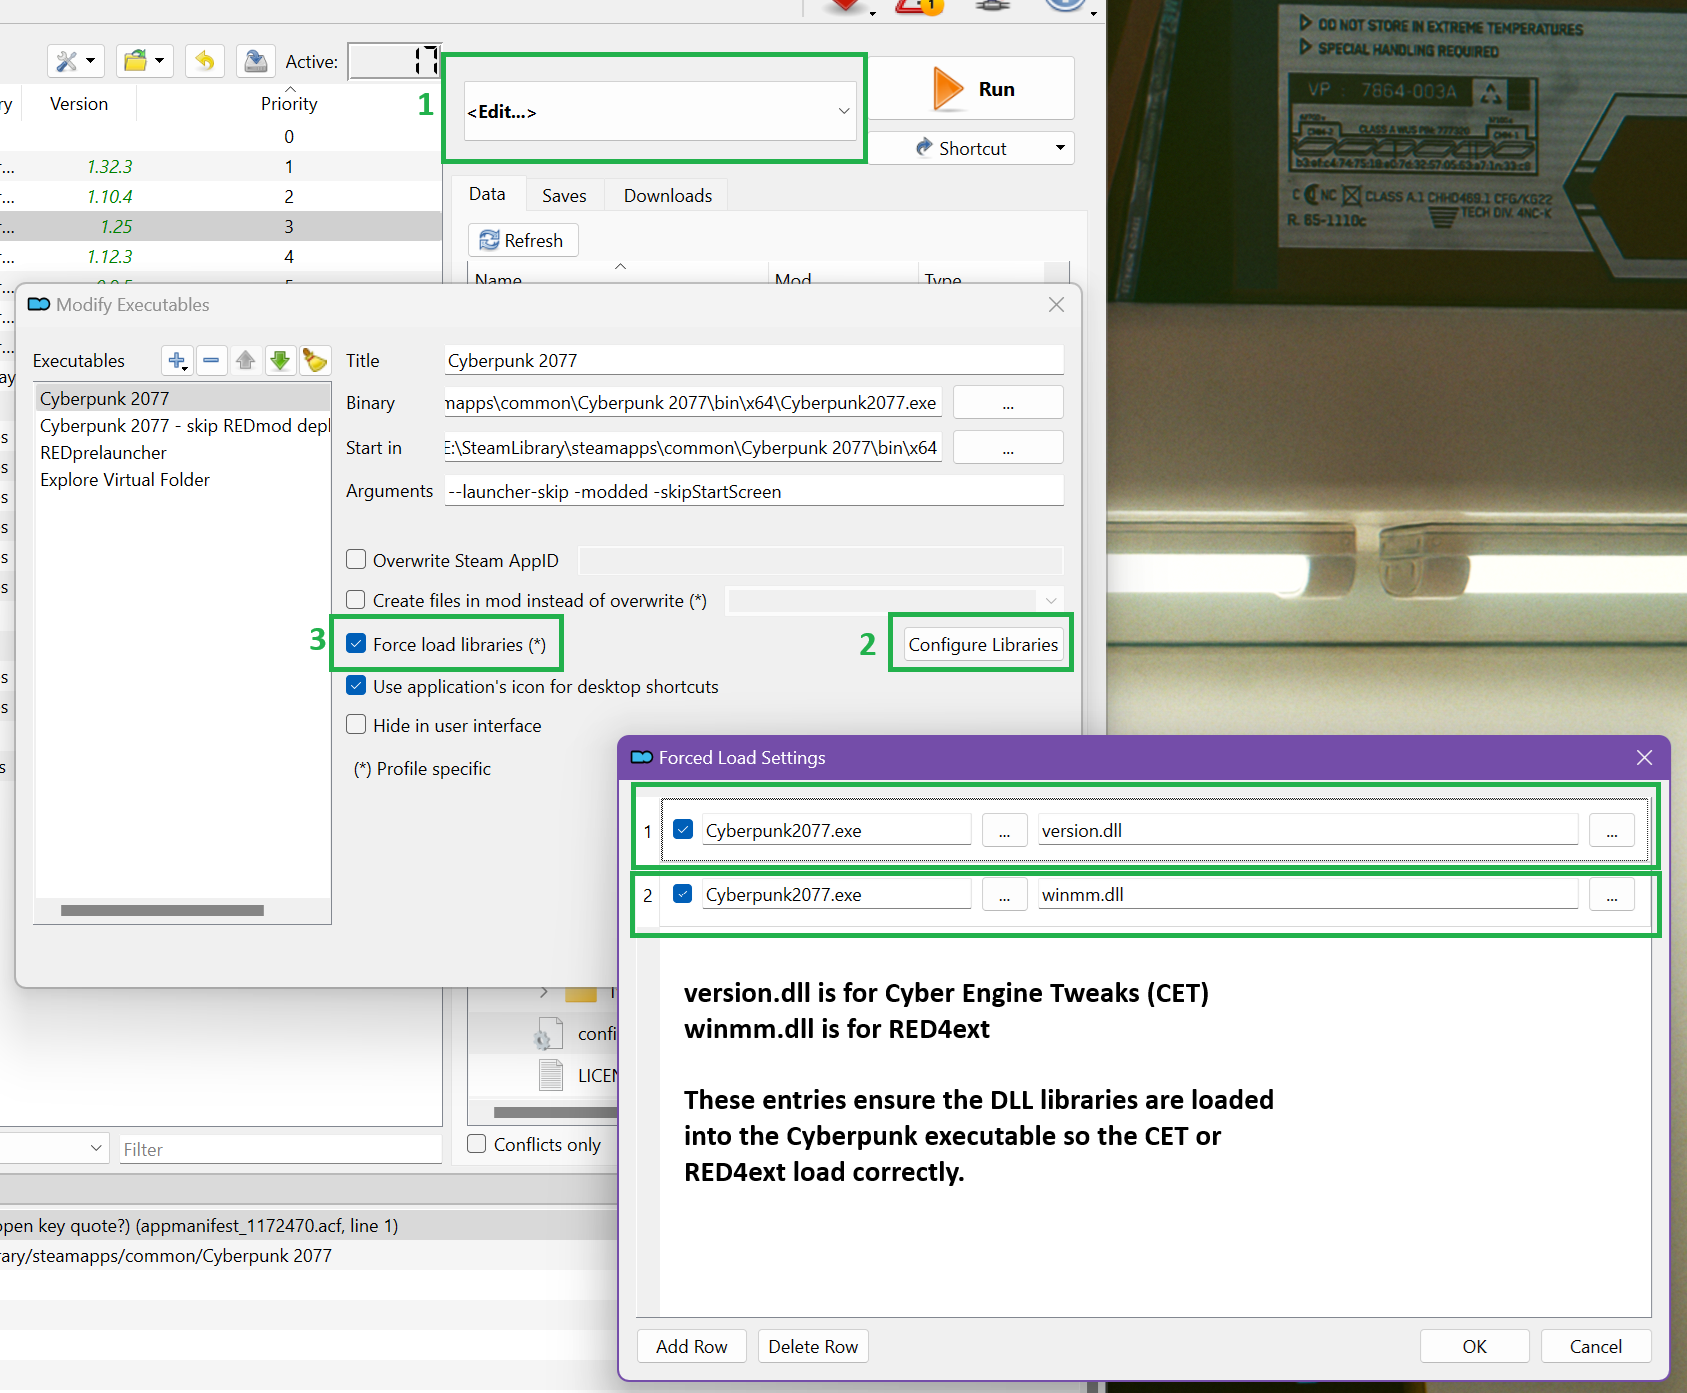 Active: 17
1
<Edit...>
Run
Shortcut
Version
Priority
0
1.32.3 1
1.10.4 2
1.25 3
1.12.3 4
Data
Saves
Downloads
Refresh
Name
Mod
Type
DO NOT STORE IN EXTREME TEMPERATURES
SPECIAL HANDLING REQUIRED
VP : 7864-003A
CLASS A.1 CHHD469.1 CFG/KG22
TECH DIV. 4NC-K
R. 65-1110c
Modify Executables
Executables
Cyberpunk 2077
Cyberpunk 2077 - skip REDmod depl
REDprelauncher
Explore Virtual Folder
Title
Cyberpunk 2077
Binary
mapps\common\Cyberpunk 2077\bin\x64\Cyberpunk2077.exe
...
Start in
E:\SteamLibrary\steamapps\common\Cyberpunk 2077\bin\x64
...
Arguments
--launcher-skip -modded -skipStartScreen
Overwrite Steam AppID
Create files in mod instead of overwrite (*)
3
Force load libraries (*)
2
Configure Libraries
Use application's icon for desktop shortcuts
Hide in user interface
(*) Profile specific
Forced Load Settings
1 Cyberpunk2077.exe ... version.dll ...
2 Cyberpunk2077.exe ... winmm.dll ...
version.dll is for Cyber Engine Tweaks (CET)
winmm.dll is for RED4ext
These entries ensure the DLL libraries are loaded
into the Cyberpunk executable so the CET or
RED4ext load correctly.
Add Row
Delete Row
OK
Cancel
confi
LICEN
Conflicts only
Filter
open key quote?) (appmanifest_1172470.acf, line 1)
rary/steamapps/common/Cyberpunk 2077